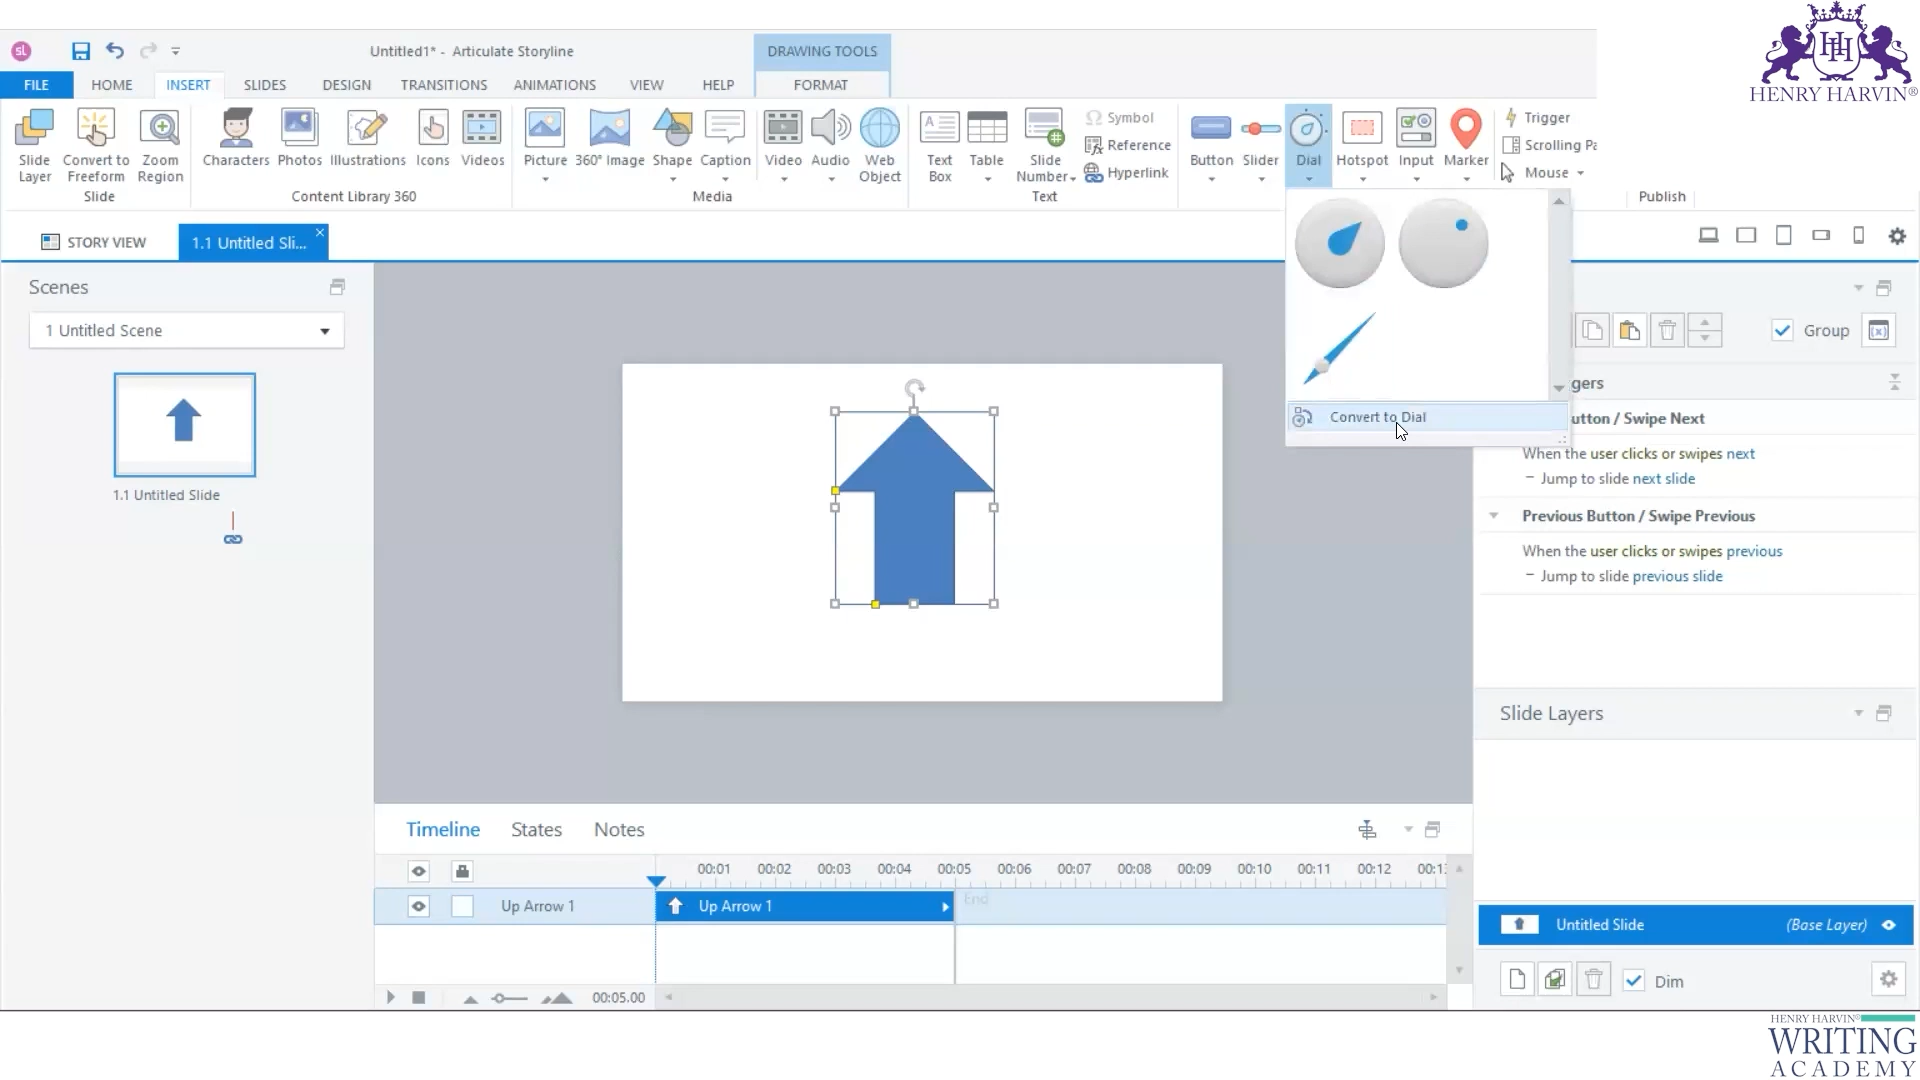 Untitled1* - Articulate Storyline
DRAWING TOOLS
HENRY HARVIN®
FILE HOME INSERT SLIDES DESIGN TRANSITIONS ANIMATIONS VIEW HELP FORMAT
Slide Layer
Convert to Freeform
Zoom Region
Slide
Characters
Photos
Illustrations
Icons
Videos
Content Library 360
Picture
360° Image
Shape
Caption
Video
Audio
Web Object
Media
Text Box
Table
Slide Number
Symbol
Reference
Hyperlink
Text
Button
Slider
Dial
Hotspot
Input
Marker
Trigger
Scrolling Pa
Mouse
Publish
STORY VIEW
1.1 Untitled Sli...
Convert to Dial
Scenes
1 Untitled Scene
1.1 Untitled Slide
Group
gers
utton / Swipe Next
When the user clicks or swipes next
– Jump to slide next slide
Previous Button / Swipe Previous
When the user clicks or swipes previous
– Jump to slide previous slide
Slide Layers
Timeline States Notes
00:01 00:02 00:03 00:04 00:05 00:06 00:07 00:08 00:09 00:10 00:11 00:12 00:1
Up Arrow 1
Up Arrow 1
End
00:05.00
Untitled Slide (Base Layer)
Dim
HENRY HARVIN®
WRITING
ACADEMY